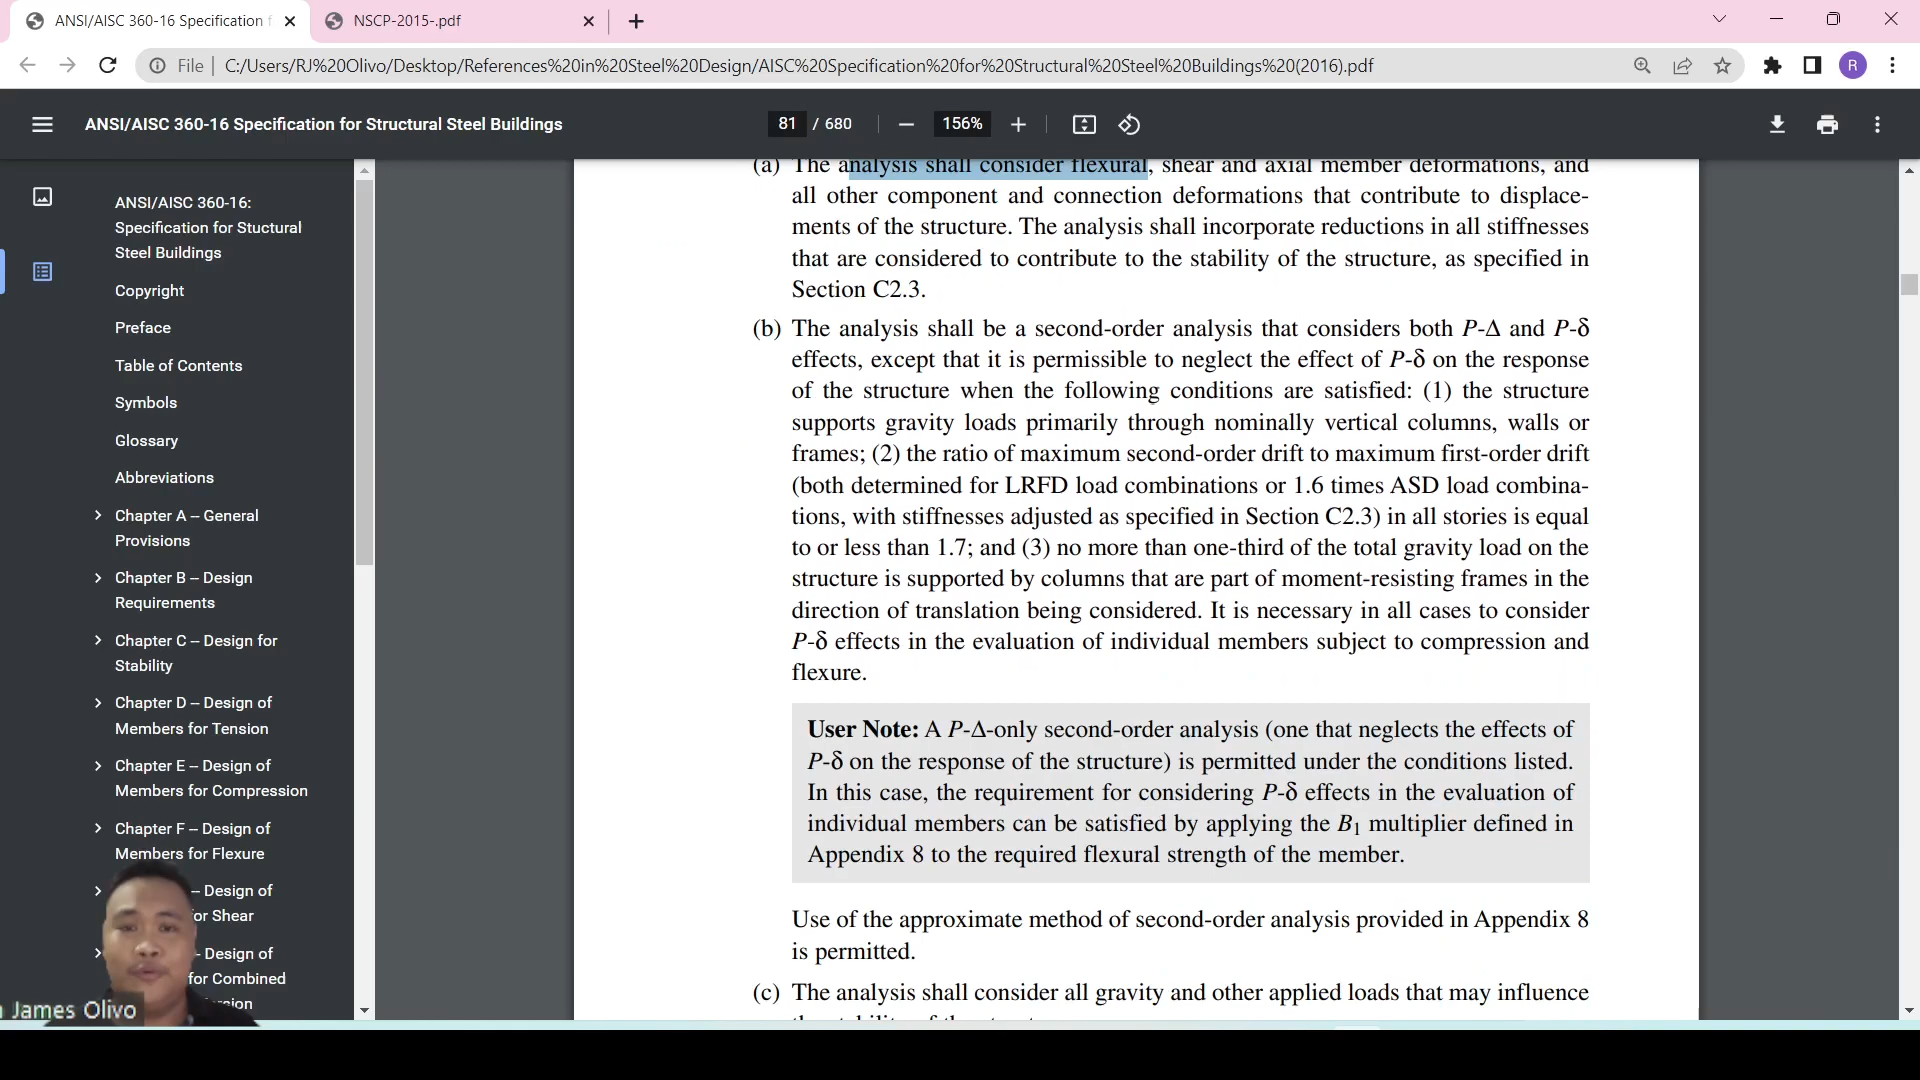 ANSI/AISC 360-16 Specification f
NSCP-2015-.pdf
File
C:/Users/RJ%20Olivo/Desktop/References%20in%20Steel%20Design/AISC%20Specification%20for%20Structural%20Steel%20Buildings%20(2016).pdf
R
ANSI/AISC 360-16 Specification for Structural Steel Buildings
81 / 680
156%
ANSI/AISC 360-16:
Specification for Stuctural
Steel Buildings
Copyright
Preface
Table of Contents
Symbols
Glossary
Abbreviations
Chapter A – General
Provisions
Chapter B – Design
Requirements
Chapter C – Design for
Stability
Chapter D – Design of
Members for Tension
Chapter E – Design of
Members for Compression
Chapter F – Design of
Members for Flexure
– Design of
or Shear
- Design of
for Combined
James Olivo
(a) The analysis shall consider flexural, shear and axial member deformations, and
all other component and connection deformations that contribute to displace-
ments of the structure. The analysis shall incorporate reductions in all stiffnesses
that are considered to contribute to the stability of the structure, as specified in
Section C2.3.
(b) The analysis shall be a second-order analysis that considers both P-Δ and P-δ
effects, except that it is permissible to neglect the effect of P-δ on the response
of the structure when the following conditions are satisfied: (1) the structure
supports gravity loads primarily through nominally vertical columns, walls or
frames; (2) the ratio of maximum second-order drift to maximum first-order drift
(both determined for LRFD load combinations or 1.6 times ASD load combina-
tions, with stiffnesses adjusted as specified in Section C2.3) in all stories is equal
to or less than 1.7; and (3) no more than one-third of the total gravity load on the
structure is supported by columns that are part of moment-resisting frames in the
direction of translation being considered. It is necessary in all cases to consider
P-δ effects in the evaluation of individual members subject to compression and
flexure.
User Note: A P-Δ-only second-order analysis (one that neglects the effects of
P-δ on the response of the structure) is permitted under the conditions listed.
In this case, the requirement for considering P-δ effects in the evaluation of
individual members can be satisfied by applying the B1 multiplier defined in
Appendix 8 to the required flexural strength of the member.
Use of the approximate method of second-order analysis provided in Appendix 8
is permitted.
(c) The analysis shall consider all gravity and other applied loads that may influence